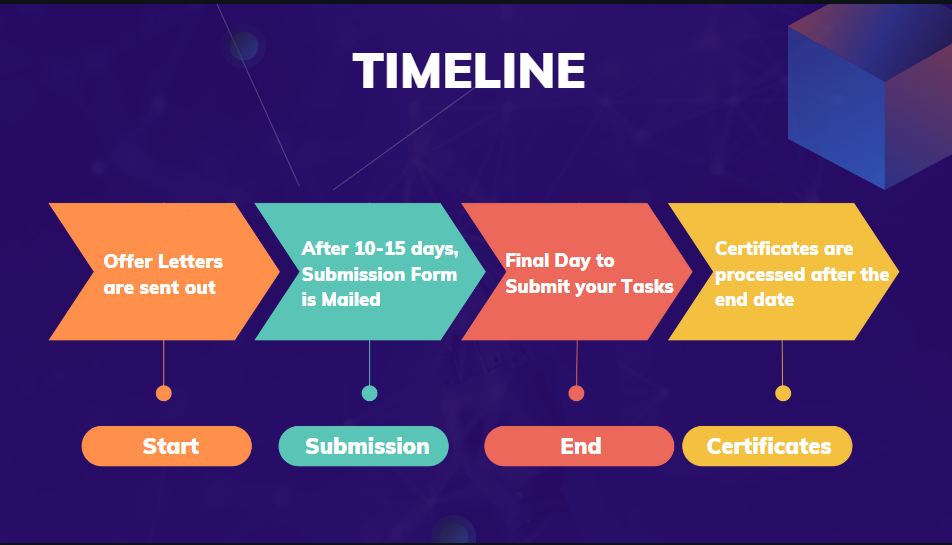 TIMELINE
Offer Letters
are sent out
After 10-15 days,
Submission Form
is Mailed
Final Day to
Submit your Tasks
Certificates are
processed after the
end date
Start
Submission
End
Certificates